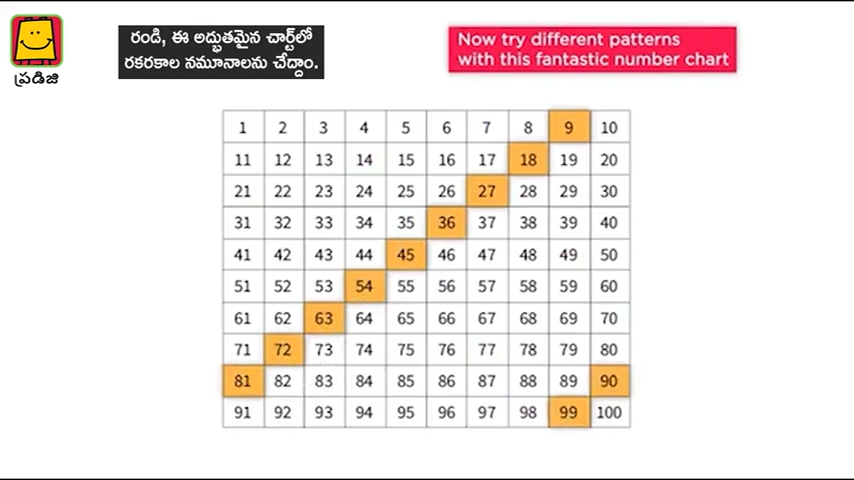 రండి, ఈ అద్భుతమైన చార్ట్‌లో
రకరకాల నమూనాలను చేద్దాం.
Now try different patterns
with this fantastic number chart
ప్రడిజి
1 2 3 4 5 6 7 8 9 10
11 12 13 14 15 16 17 18 19 20
21 22 23 24 25 26 27 28 29 30
31 32 33 34 35 36 37 38 39 40
41 42 43 44 45 46 47 48 49 50
51 52 53 54 55 56 57 58 59 60
61 62 63 64 65 66 67 68 69 70
71 72 73 74 75 76 77 78 79 80
81 82 83 84 85 86 87 88 89 90
91 92 93 94 95 96 97 98 99 100